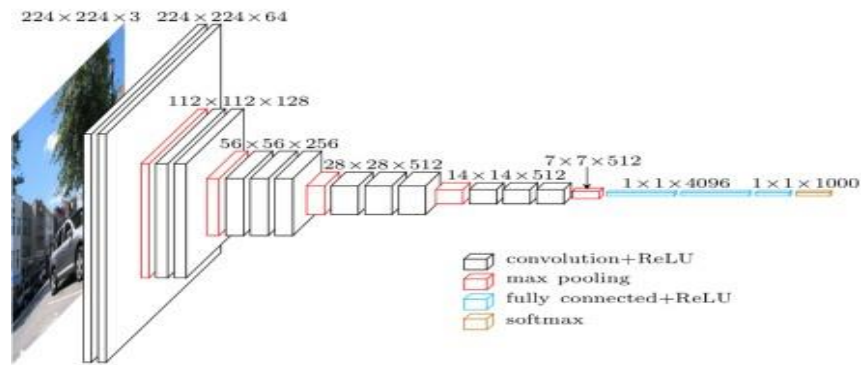 224×224×3 224×224×64
112×112×128
56×56×256
28×28×512
14×14×512
7×7×512
1×1×4096 1×1×1000
convolution+ReLU
max pooling
fully connected+ReLU
softmax